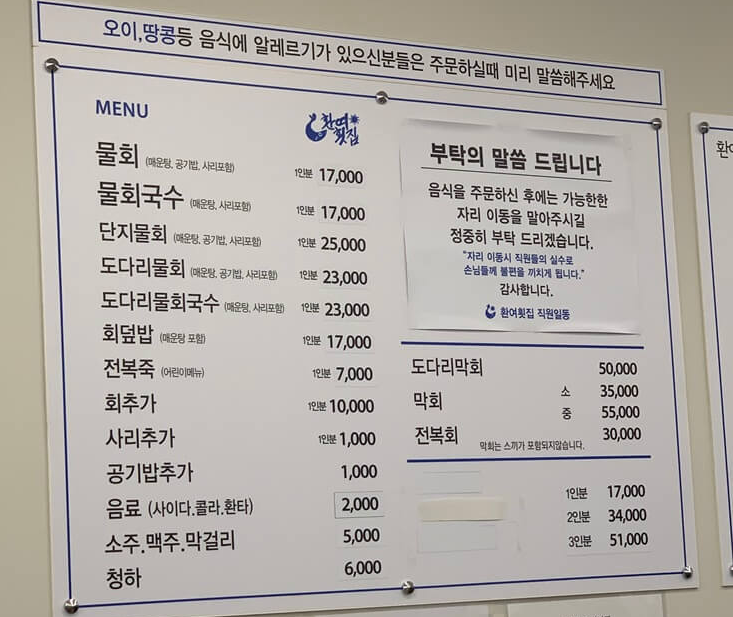 오이,땅콩등 음식에 알레르기가 있으신분들은 주문하실때 미리 말씀해주세요
MENU
환여횟집
물회 (매운탕, 공기밥, 사리포함) 1인분 17,000
물회국수 (매운탕, 사리포함) 1인분 17,000
단지물회 (매운탕, 공기밥, 사리포함) 1인분 25,000
도다리물회 (매운탕, 공기밥, 사리포함) 1인분 23,000
도다리물회국수 (매운탕, 사리포함) 1인분 23,000
회덮밥 (매운탕 포함) 1인분 17,000
전복죽 (어린이메뉴) 1인분 7,000
회추가 1인분 10,000
사리추가 1인분 1,000
공기밥추가 1,000
음료 (사이다.콜라.환타) 2,000
소주.맥주.막걸리 5,000
청하 6,000
부탁의 말씀 드립니다
음식을 주문하신 후에는 가능한한
자리 이동을 말아주시길
정중히 부탁 드리겠습니다.
"자리 이동시 직원들의 실수로
손님들께 불편을 끼치게 됩니다."
감사합니다.
환여횟집 직원일동
도다리막회 50,000
막회 소 35,000
중 55,000
전복회 30,000
막회는 스끼가 포함되지않습니다.
1인분 17,000
2인분 34,000
3인분 51,000